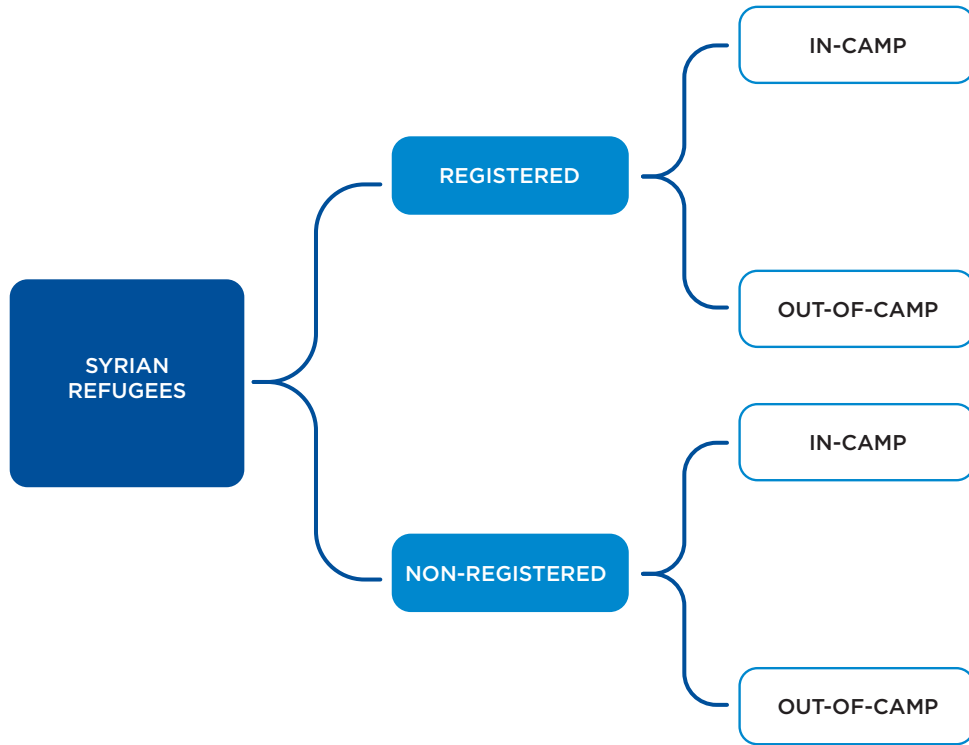 IN-CAMP
REGISTERED
OUT-OF-CAMP
SYRIAN
REFUGEES
IN-CAMP
NON-REGISTERED
OUT-OF-CAMP